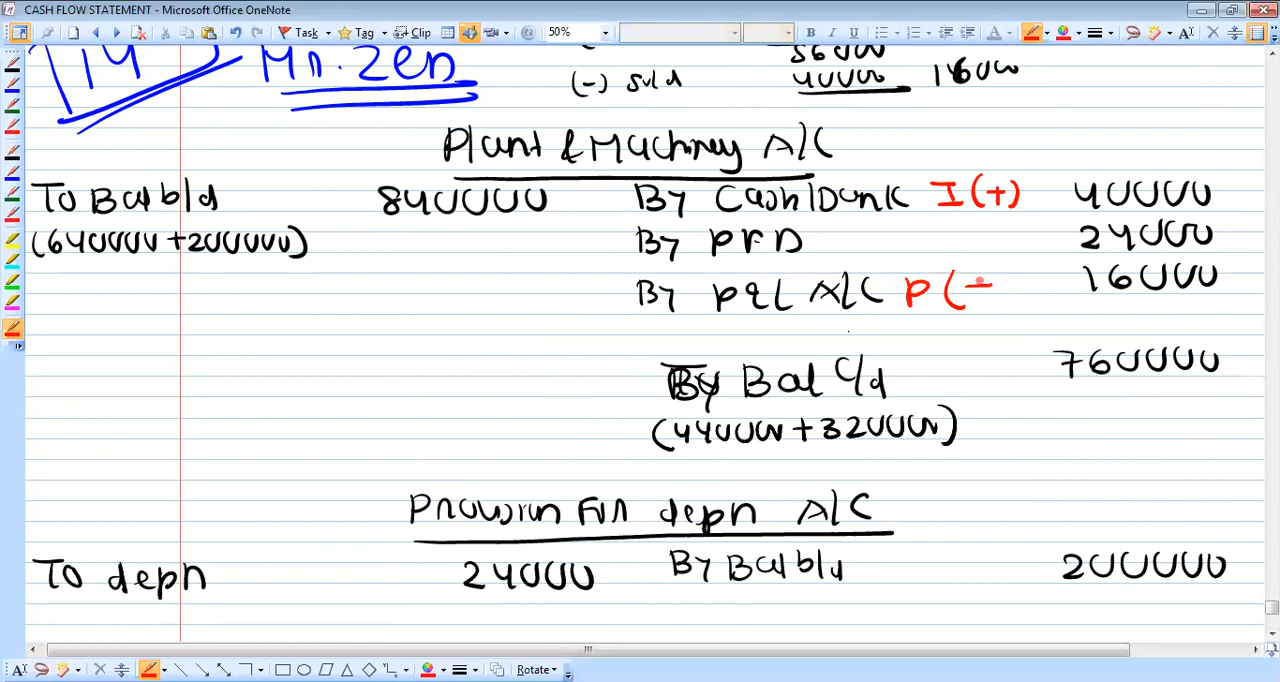 CASH FLOW STATEMENT - Microsoft Office OneNote
Task Tag Clip 50% B I U A
114 Mr. Zen
56000
(-) sold 40000 16000
Plant & Machinery A/C
To Bal b/d 840000 By Cash/Bank I (+) 40000
(640000 + 200000) By PFD 24000
By P&L A/C P (+ 16000
By Bal c/d 760000
(440000 + 320000)
Provision For depn A/C
To depn 24000 By Bal b/d 200000
Rotate